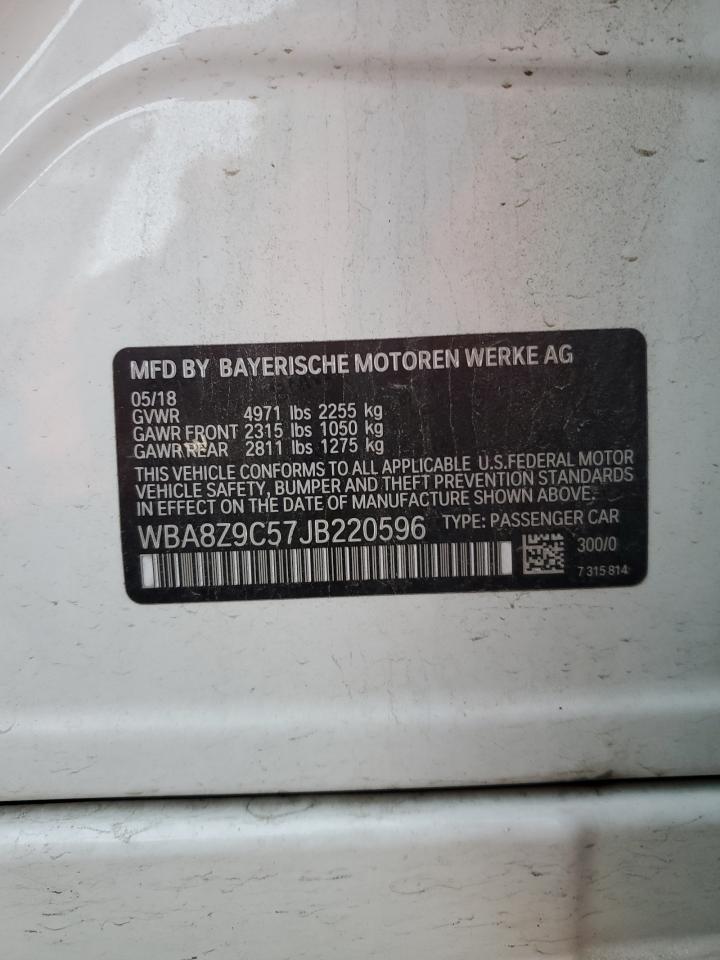 MFD BY BAYERISCHE MOTOREN WERKE AG
05/18
GVWR 4971 lbs 2255 kg
GAWR FRONT 2315 lbs 1050 kg
GAWR REAR 2811 lbs 1275 kg
THIS VEHICLE CONFORMS TO ALL APPLICABLE U.S.FEDERAL MOTOR
VEHICLE SAFETY, BUMPER AND THEFT PREVENTION STANDARDS
IN EFFECT ON THE DATE OF MANUFACTURE SHOWN ABOVE.
WBA8Z9C57JB220596 TYPE: PASSENGER CAR
300/0
7 315 814